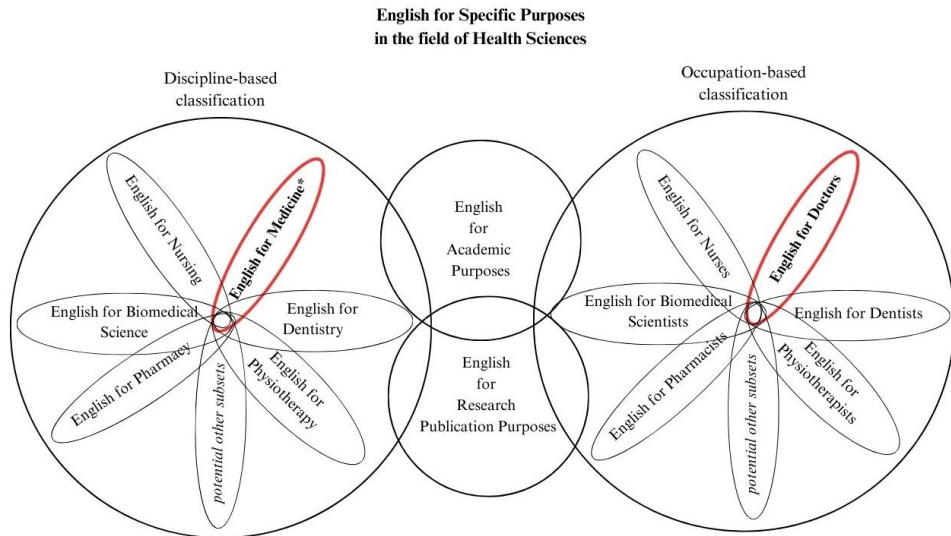 English for Specific Purposes
in the field of Health Sciences
Discipline-based
classification
Occupation-based
classification
English for Nursing
English for Medicine*
English for Biomedical
Science
English for
Dentistry
English for Pharmacy
potential other subsets
English for
Physiotherapy
English
for
Academic
Purposes
English
for
Research
Publication Purposes
English for Nurses
English for Doctors
English for Biomedical
Scientists
English for Dentists
English for Pharmacists
potential other subsets
English for
Physiotherapists